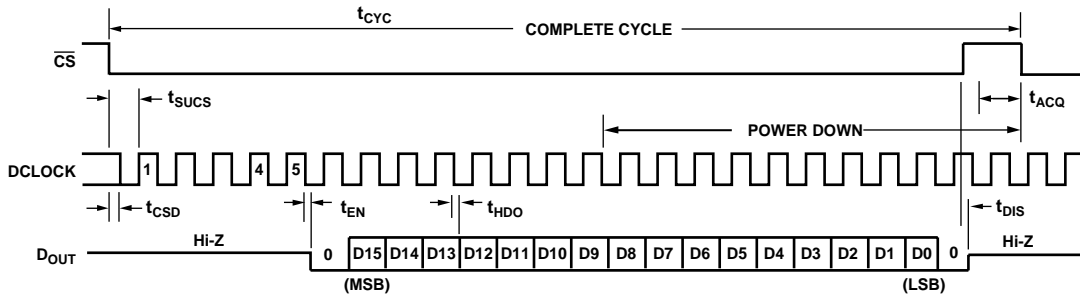 tCYC
COMPLETE CYCLE
CS
tSUCS
tACQ
POWER DOWN
DCLOCK
1 4 5
tCSD
tEN
tHDO
tDIS
DOUT
Hi-Z
0 D15 D14 D13 D12 D11 D10 D9 D8 D7 D6 D5 D4 D3 D2 D1 D0 0
Hi-Z
(MSB)
(LSB)